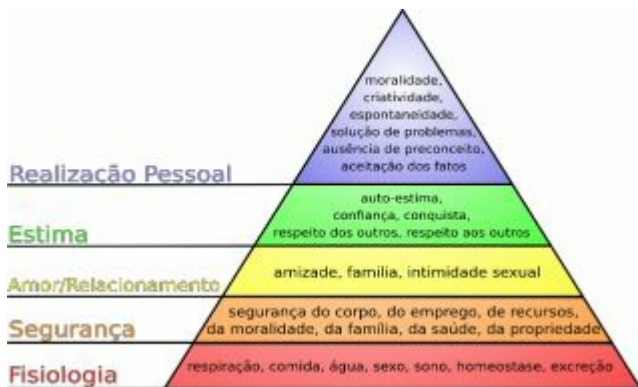 moralidade,
criatividade,
espontaneidade,
solução de problemas,
ausência de preconceito,
aceitação dos fatos
Realização Pessoal
auto-estima,
confiança, conquista,
respeito dos outros, respeito aos outros
Estima
amizade, família, intimidade sexual
Amor/Relacionamento
segurança do corpo, do emprego, de recursos,
da moralidade, da família, da saúde, da propriedade
Segurança
respiração, comida, água, sexo, sono, homeostase, excreção
Fisiologia